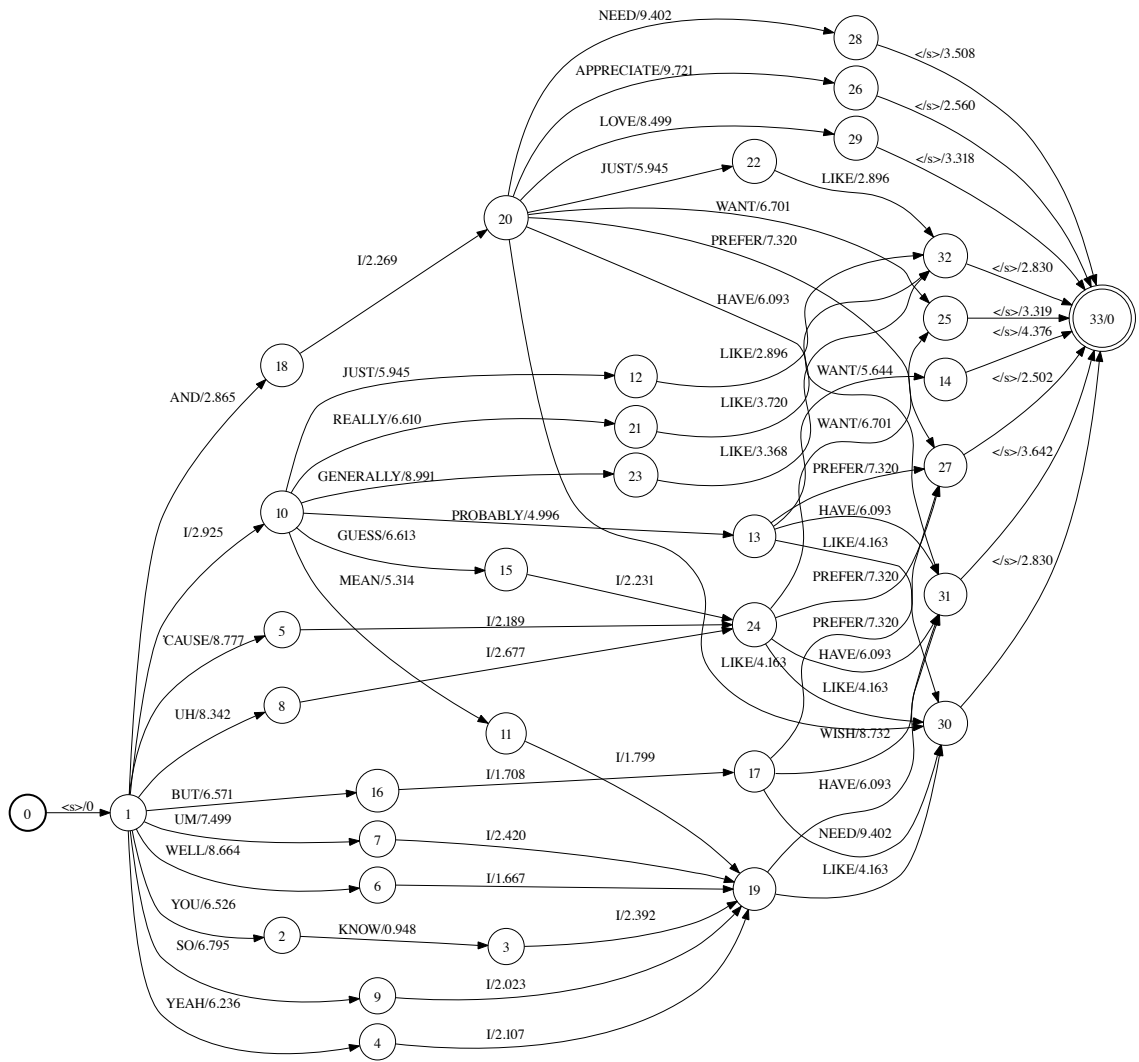 NEED/9.402
28
</s>/3.508
APPRECIATE/9.721
26
</s>/2.560
LOVE/8.499
29
</s>/3.318
JUST/5.945
22
LIKE/2.896
20
WANT/6.701
PREFER/7.320
32
I/2.269
</s>/2.830
HAVE/6.093
25
</s>/3.319
33/0
</s>/4.376
18
JUST/5.945
12
LIKE/2.896
WANT/5.644
14
</s>/2.502
AND/2.865
REALLY/6.610
21
LIKE/3.720
WANT/6.701
GENERALLY/8.991
23
LIKE/3.368
PREFER/7.320
27
</s>/3.642
10
PROBABLY/4.996
13
HAVE/6.093
I/2.925
GUESS/6.613
LIKE/4.163
15
MEAN/5.314
I/2.231
PREFER/7.320
</s>/2.830
31
'CAUSE/8.777
5
I/2.189
24
PREFER/7.320
I/2.677
HAVE/6.093
LIKE/4.163
UH/8.342
8
LIKE/4.163
11
WISH/8.732
30
I/1.799
17
0
<s>/0
1
BUT/6.571
16
I/1.708
HAVE/6.093
UM/7.499
7
I/2.420
NEED/9.402
WELL/8.664
6
I/1.667
19
LIKE/4.163
YOU/6.526
2
KNOW/0.948
3
I/2.392
SO/6.795
9
I/2.023
YEAH/6.236
4
I/2.107